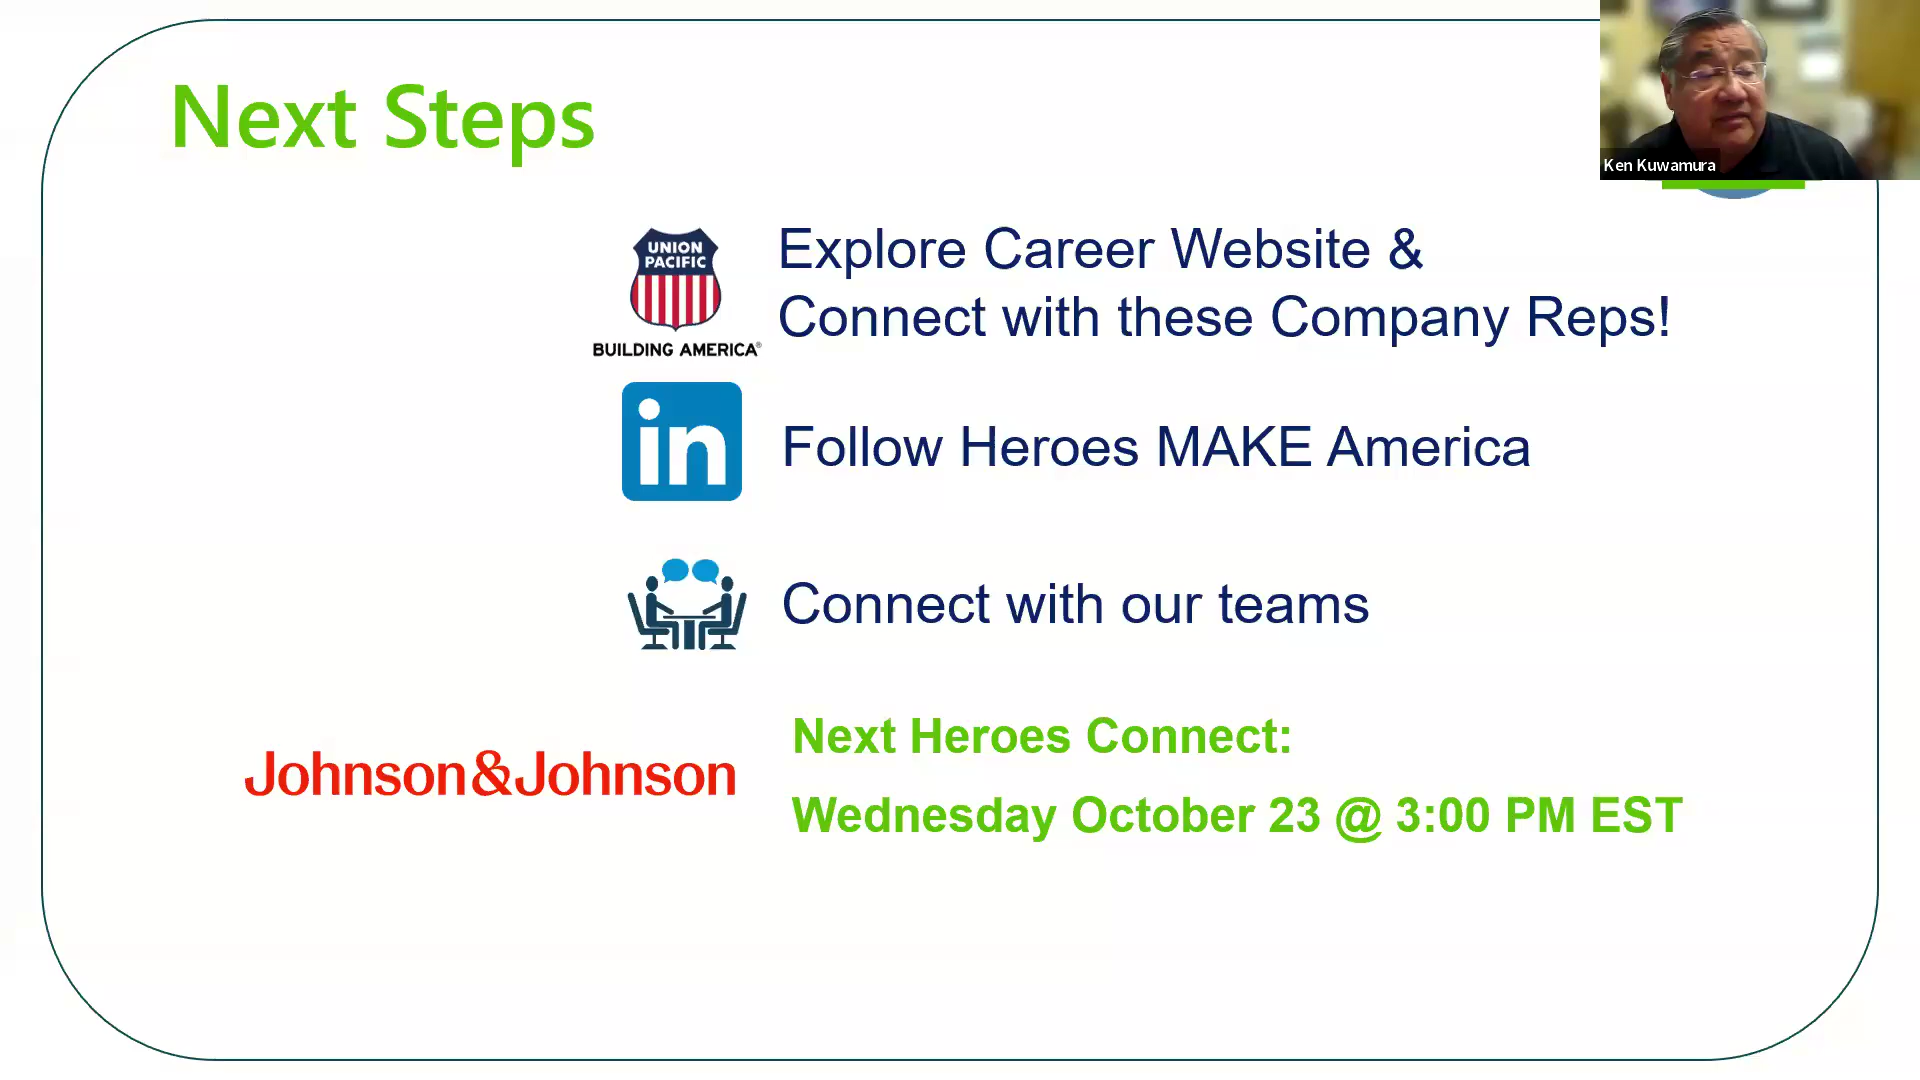 Next Steps
Ken Kuwamura
UNION
PACIFIC
BUILDING AMERICA®
Explore Career Website &
Connect with these Company Reps!
in
Follow Heroes MAKE America
Connect with our teams
Johnson&Johnson
Next Heroes Connect:
Wednesday October 23 @ 3:00 PM EST